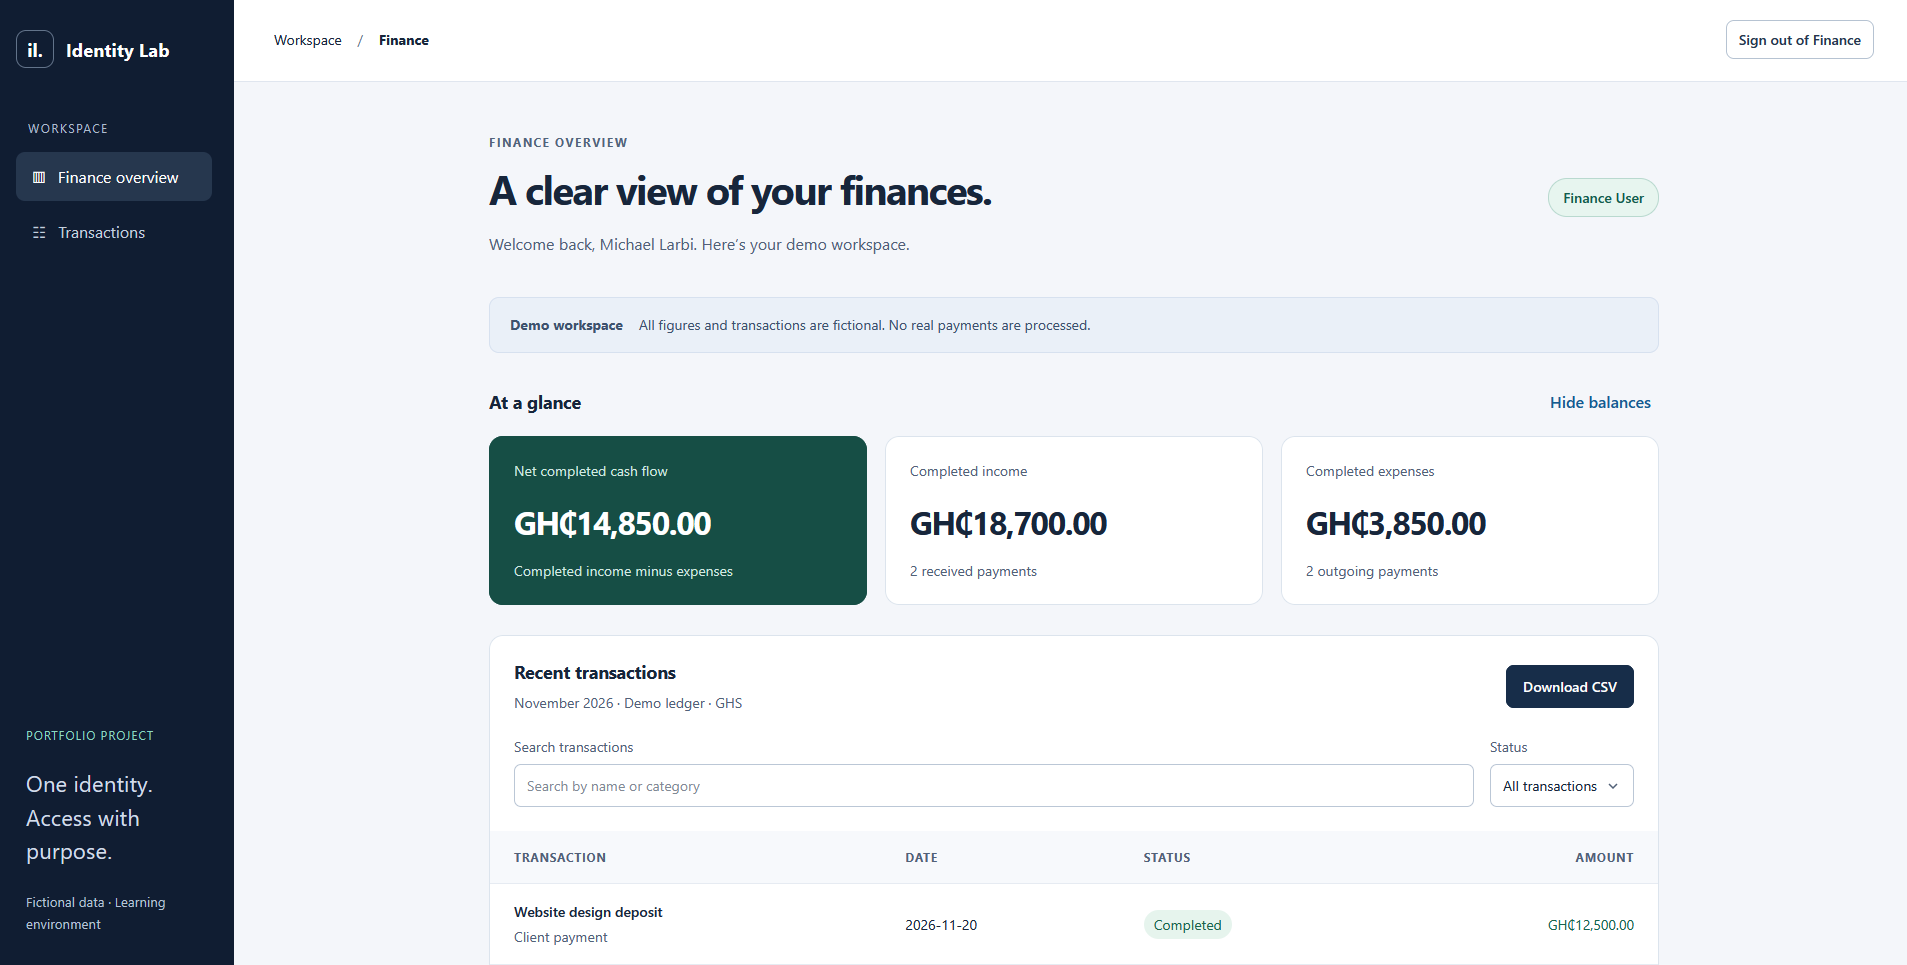 il.
Identity Lab
WORKSPACE
Finance overview
Transactions
PORTFOLIO PROJECT
One identity.
Access with
purpose.
Fictional data · Learning
environment
Workspace / Finance
Sign out of Finance
FINANCE OVERVIEW
A clear view of your finances.
Finance User
Welcome back, Michael Larbi. Here’s your demo workspace.
Demo workspace All figures and transactions are fictional. No real payments are processed.
At a glance
Hide balances
Net completed cash flow
GH₵14,850.00
Completed income minus expenses
Completed income
GH₵18,700.00
2 received payments
Completed expenses
GH₵3,850.00
2 outgoing payments
Recent transactions
November 2026 · Demo ledger · GHS
Download CSV
Search transactions
Search by name or category
Status
All transactions
TRANSACTION DATE STATUS AMOUNT
Website design deposit
Client payment
2026-11-20
Completed
GH₵12,500.00